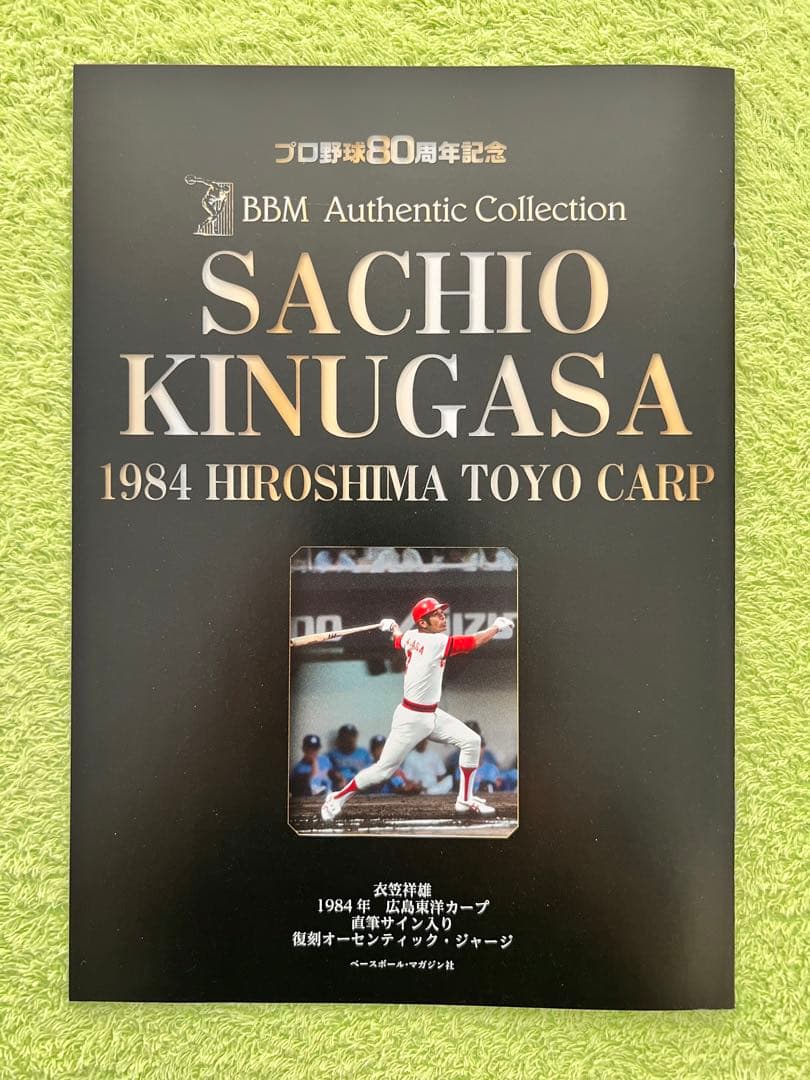 プロ野球80周年記念
BBM Authentic Collection
SACHIO
KINUGASA
1984 HIROSHIMA TOYO CARP
衣笠祥雄
1984年 広島東洋カープ
直筆サイン入り
復刻オーセンティック・ジャージ
ベースボール・マガジン社